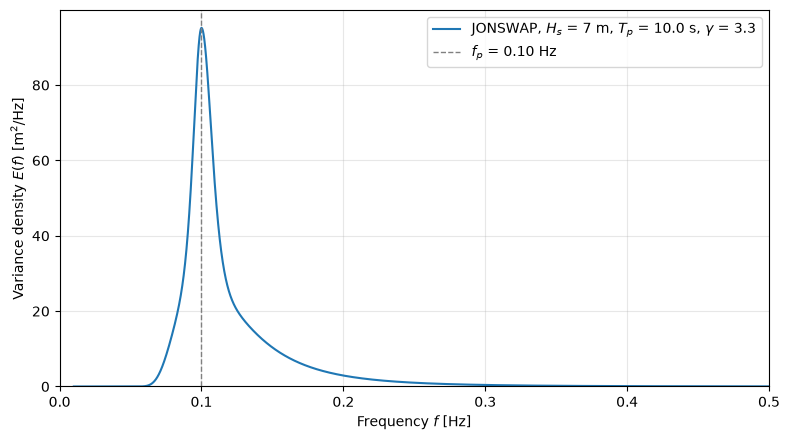 JONSWAP, Hₛ = 7 m, Tₚ = 10.0 s, γ = 3.3
fₚ = 0.10 Hz
Variance density E(f) [m²/Hz]
80
60
40
20
0
0.0 0.1 0.2 0.3 0.4 0.5
Frequency f [Hz]